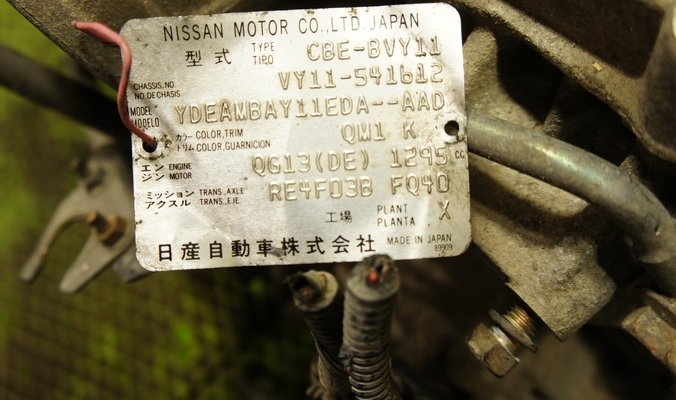 NISSAN MOTOR CO.,LTD.JAPAN
型式 TYPE TIPO CBE-BVY11
CHASSIS.NO. NO.DE CHASIS VY11-541612
MODEL MODELO YDEAMBAY11EDA--AAD
カラー COLOR,TRIM トリム COLOR,GUARNICION QM1 K
エンジン ENGINE MOTOR QG13(DE) 1295 cc
ミッション TRANS.,AXLE アクスル TRANS.,EJE RE4F03B FQ40
工場 PLANT PLANTA X
日産自動車株式会社 MADE IN JAPAN
89909